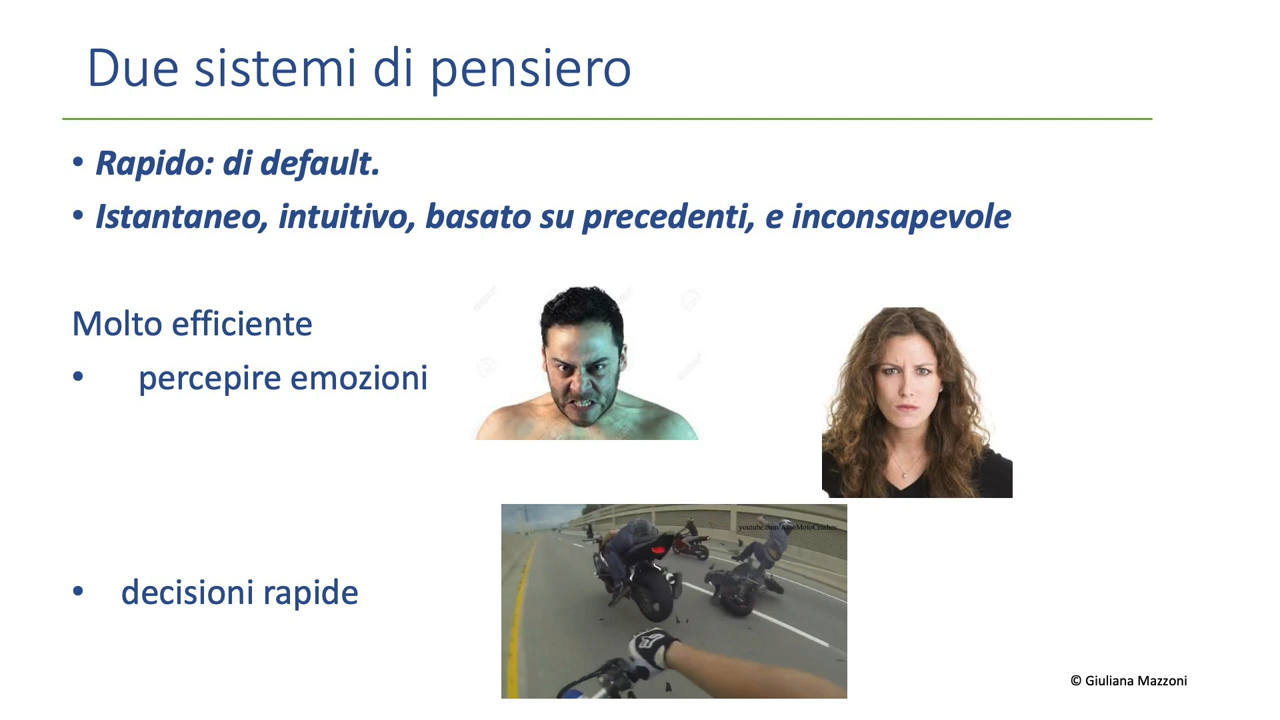 Due sistemi di pensiero
• Rapido: di default.
• Istantaneo, intuitivo, basato su precedenti, e inconsapevole
Molto efficiente
• percepire emozioni
• decisioni rapide
© Giuliana Mazzoni